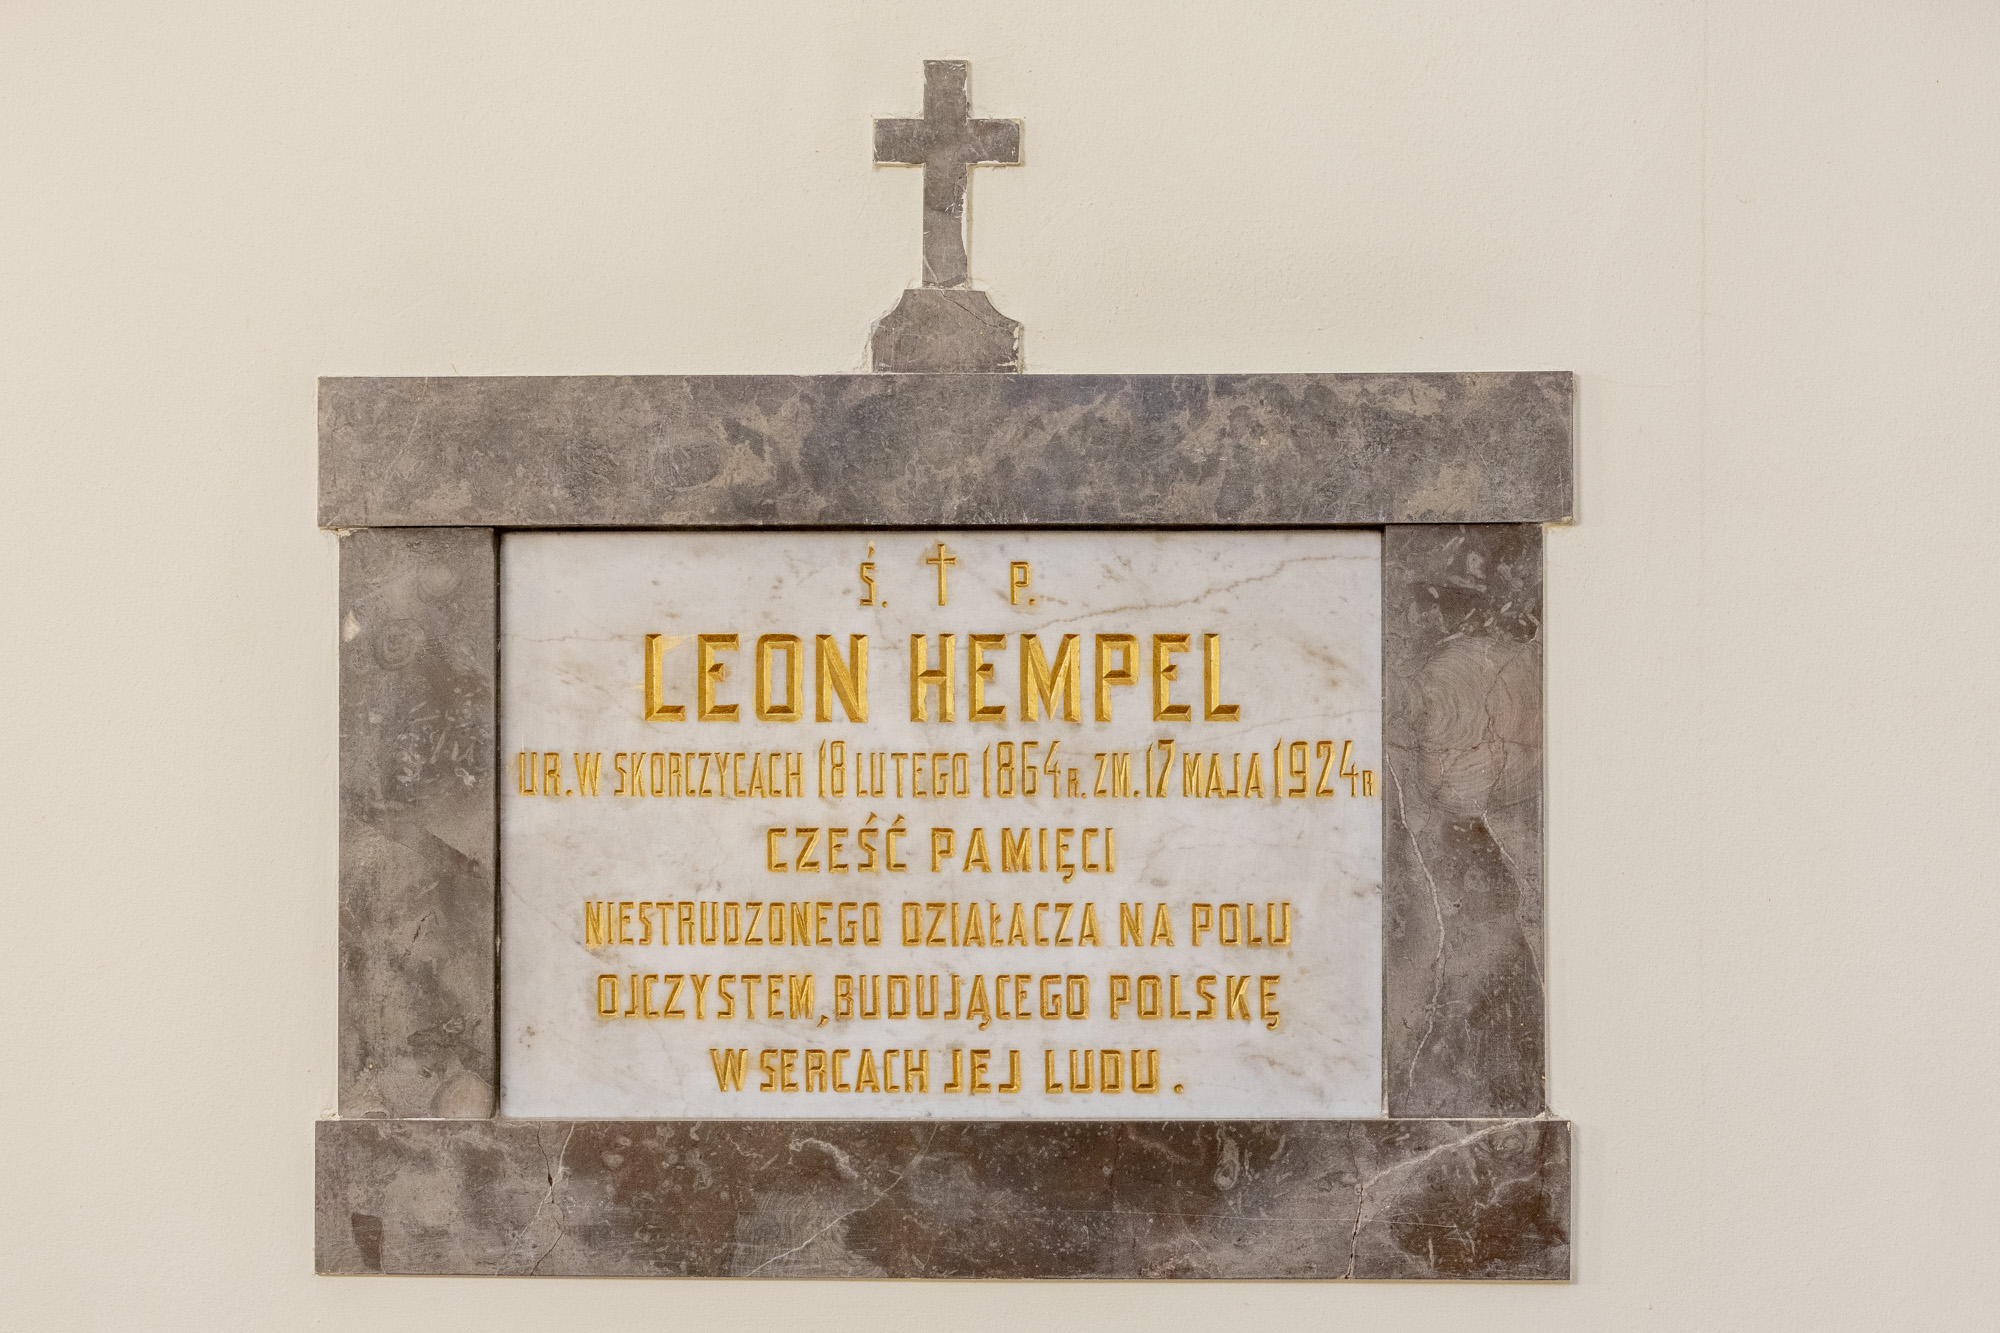 Ś. † P.
LEON HEMPEL
UR. W SKORCZYCACH 18 LUTEGO 1864 R. ZM. 17 MAJA 1924 R
CZEŚĆ PAMIĘCI
NIESTRUDZONEGO DZIAŁACZA NA POLU
OJCZYSTEM, BUDUJĄCEGO POLSKĘ
W SERCACH JEJ LUDU.